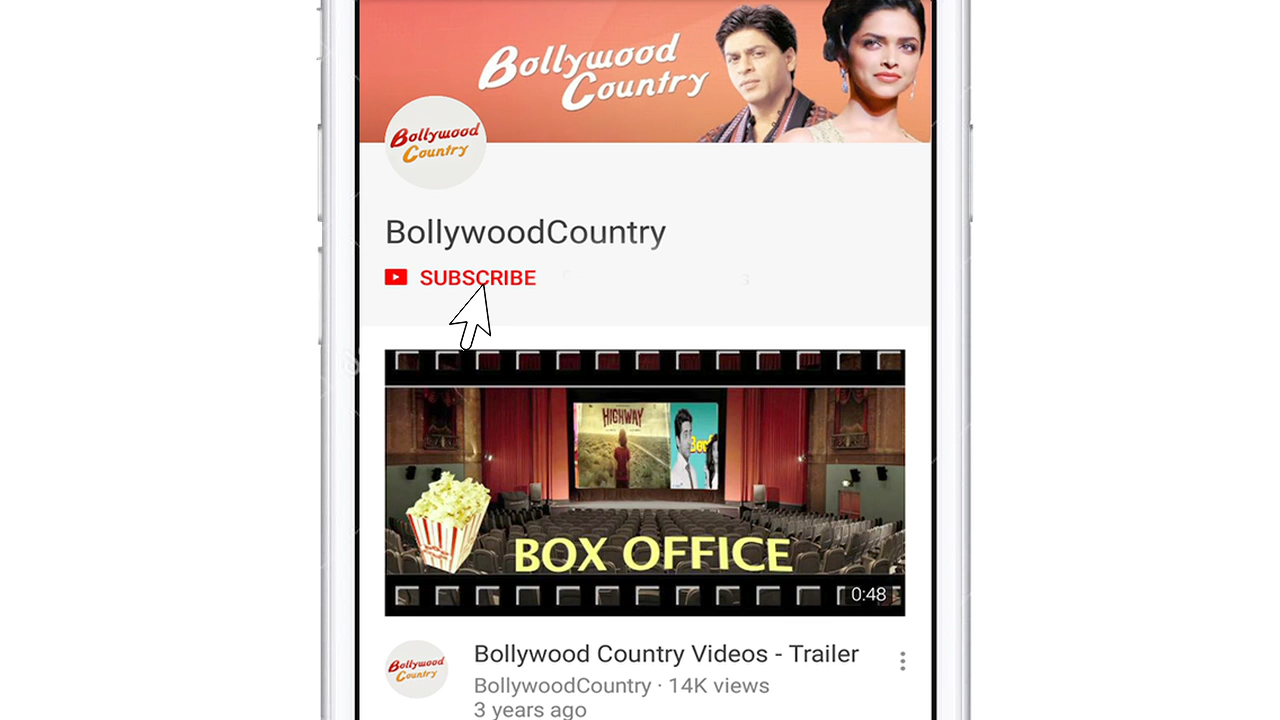 Bollywood
Country
Bollywood
Country
BollywoodCountry
SUBSCRIBE
HIGHWAY
BOX OFFICE
0:48
Bollywood
Country
Bollywood Country Videos - Trailer
BollywoodCountry · 14K views
3 years ago